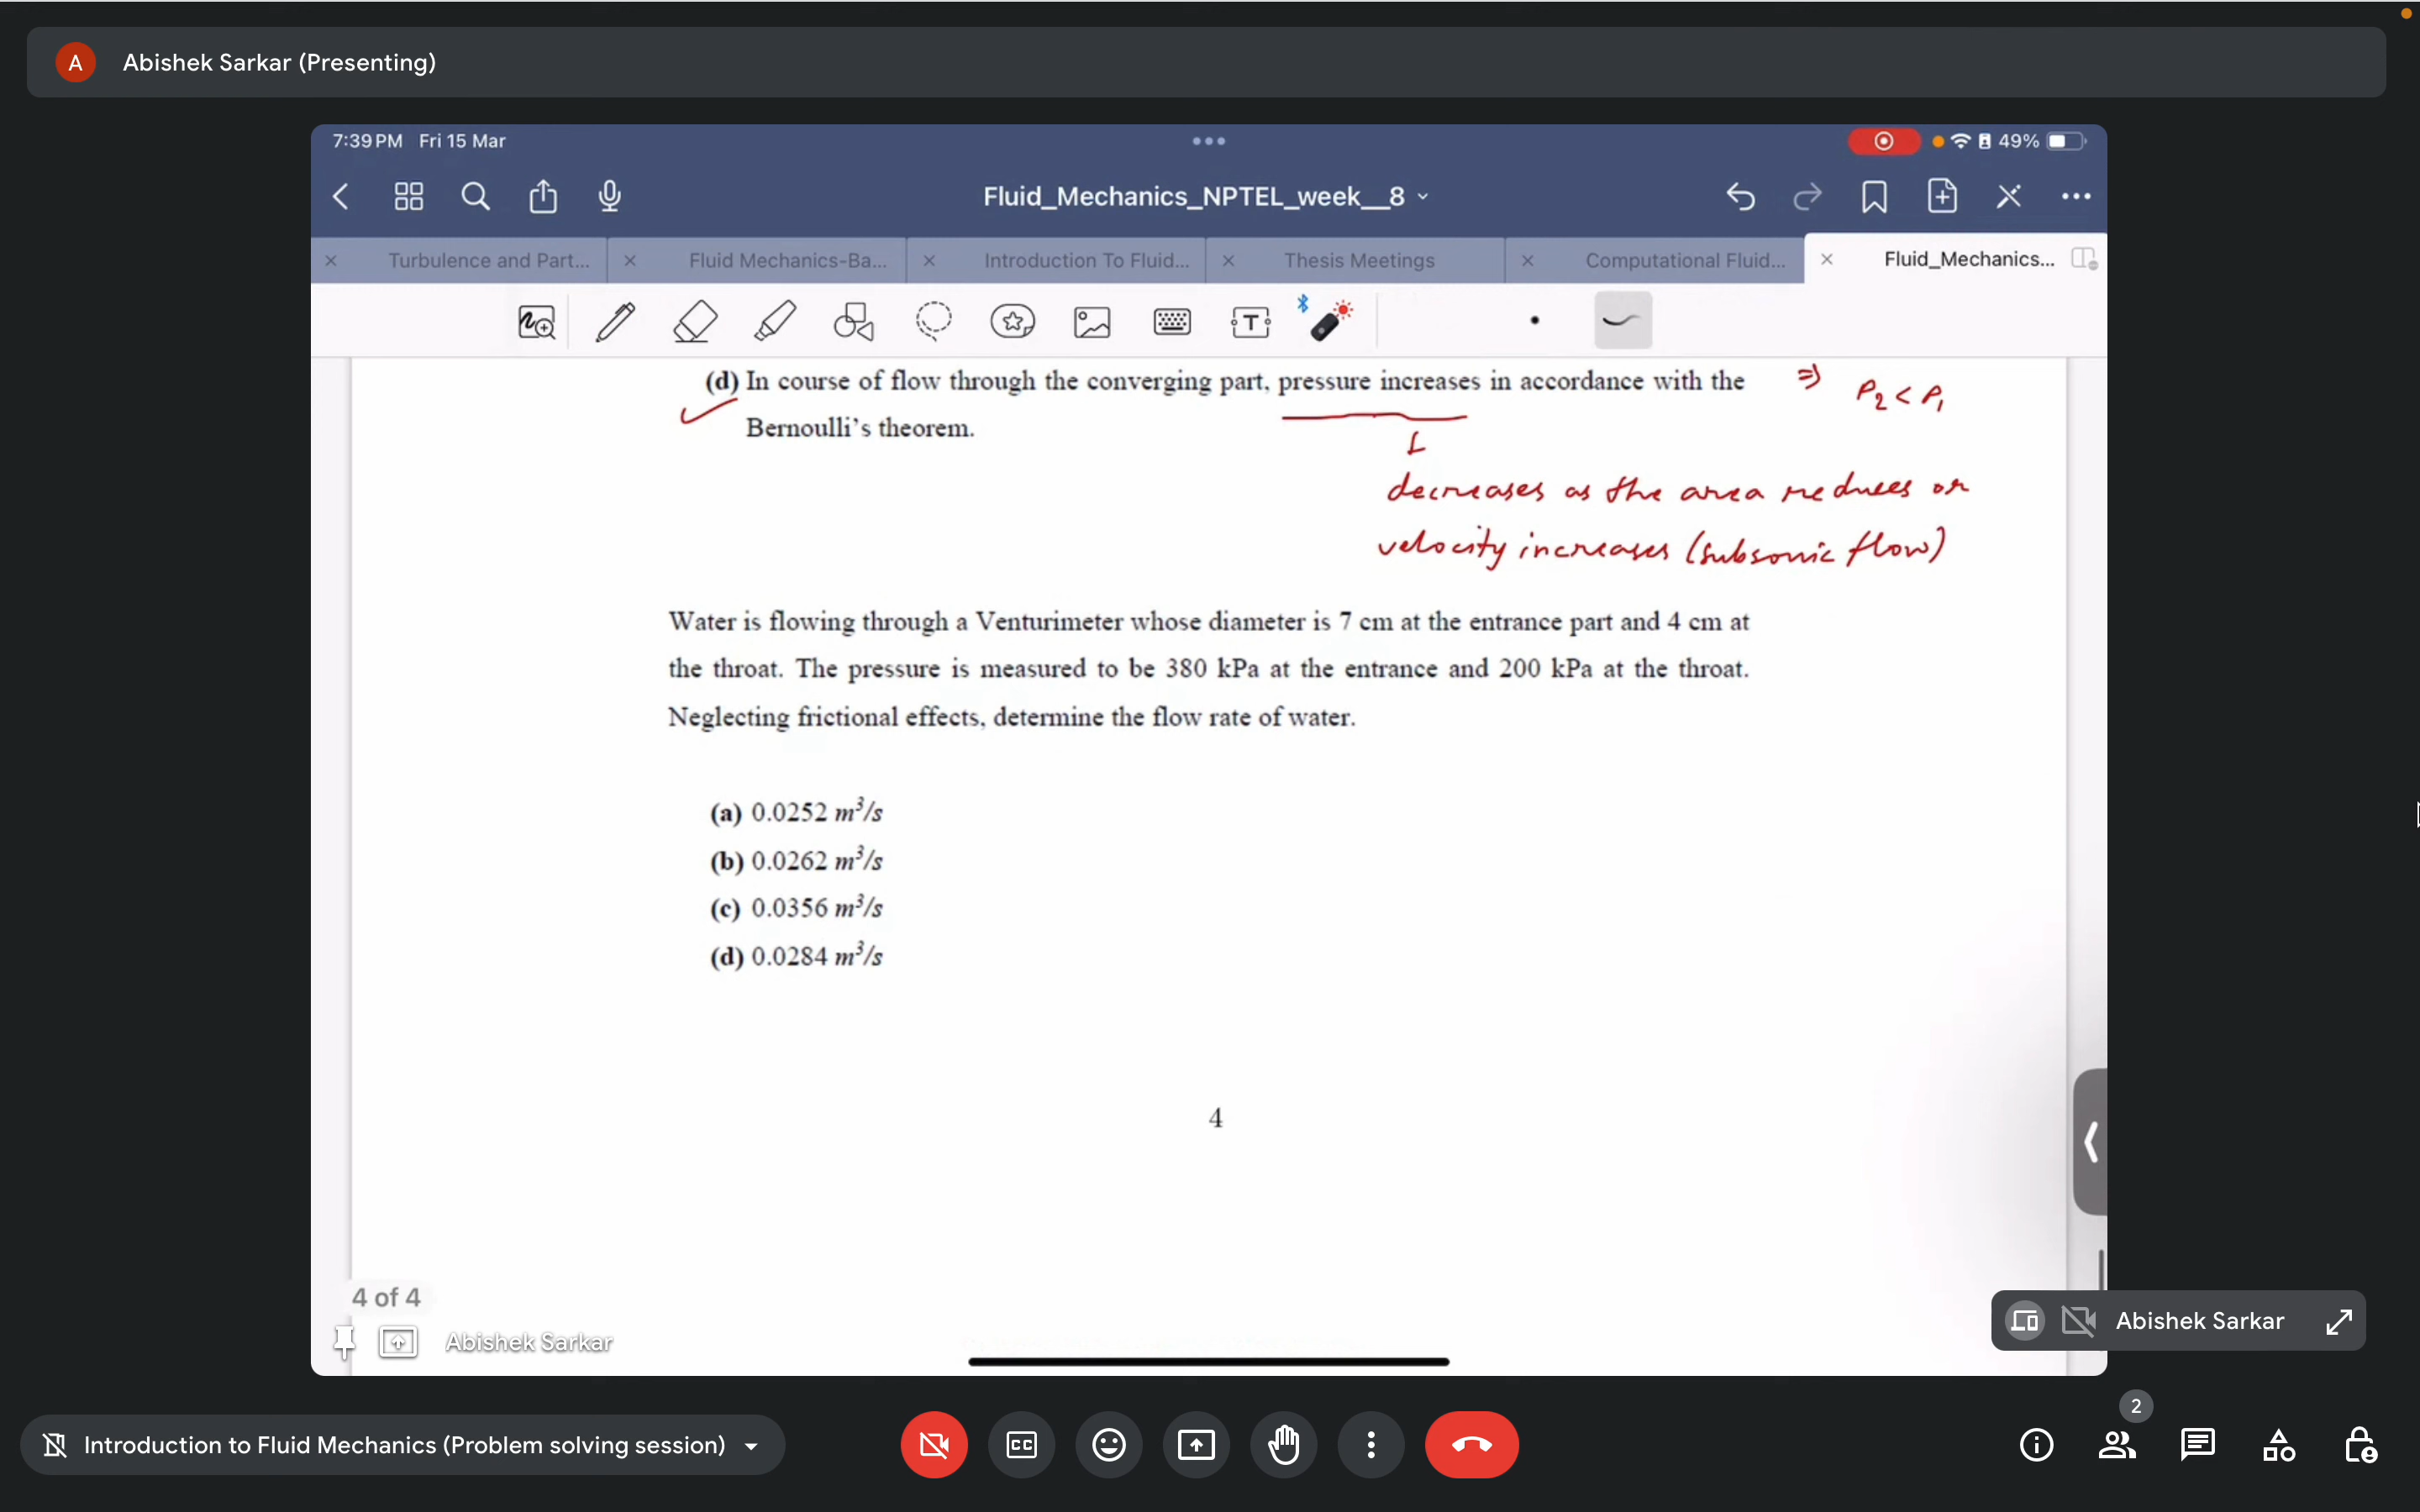 A Abishek Sarkar (Presenting)
7:39 PM Fri 15 Mar
49%
Fluid_Mechanics_NPTEL_week__8
Turbulence and Part...
Fluid Mechanics-Ba...
Introduction To Fluid...
Thesis Meetings
Computational Fluid...
Fluid_Mechanics...
(d) In course of flow through the converging part, pressure increases in accordance with the
Bernoulli's theorem.
⇒ P₂ < P₁
decreases as the area reduces or
velocity increases (subsonic flow)
Water is flowing through a Venturimeter whose diameter is 7 cm at the entrance part and 4 cm at
the throat. The pressure is measured to be 380 kPa at the entrance and 200 kPa at the throat.
Neglecting frictional effects, determine the flow rate of water.
(a) 0.0252 m³/s
(b) 0.0262 m³/s
(c) 0.0356 m³/s
(d) 0.0284 m³/s
4
4 of 4
Abishek Sarkar
Abishek Sarkar
2
Introduction to Fluid Mechanics (Problem solving session)
CC